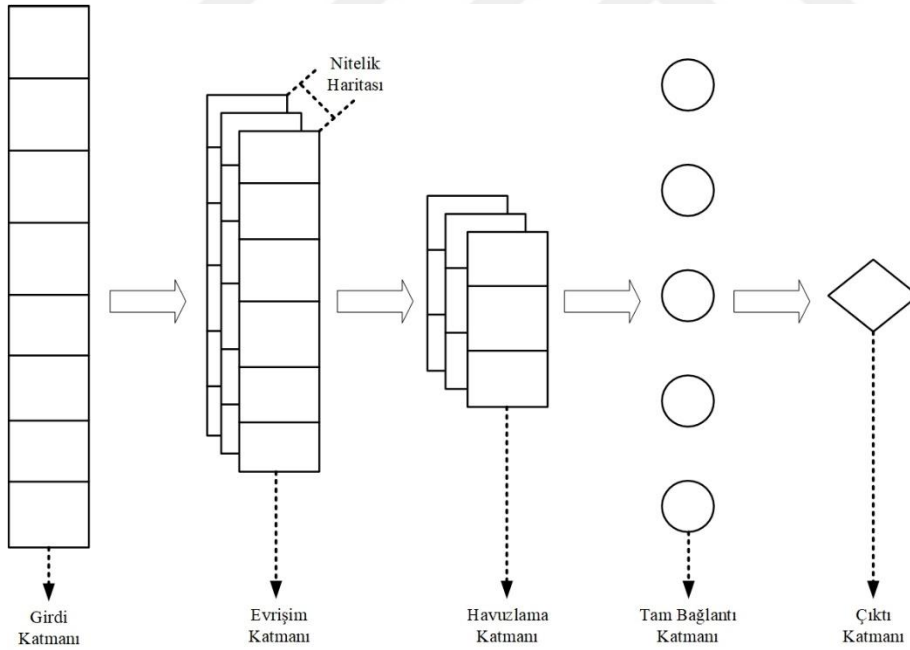 Nitelik
Haritası
Girdi
Katmanı
Evrişim
Katmanı
Havuzlama
Katmanı
Tam Bağlantı
Katmanı
Çıktı
Katmanı